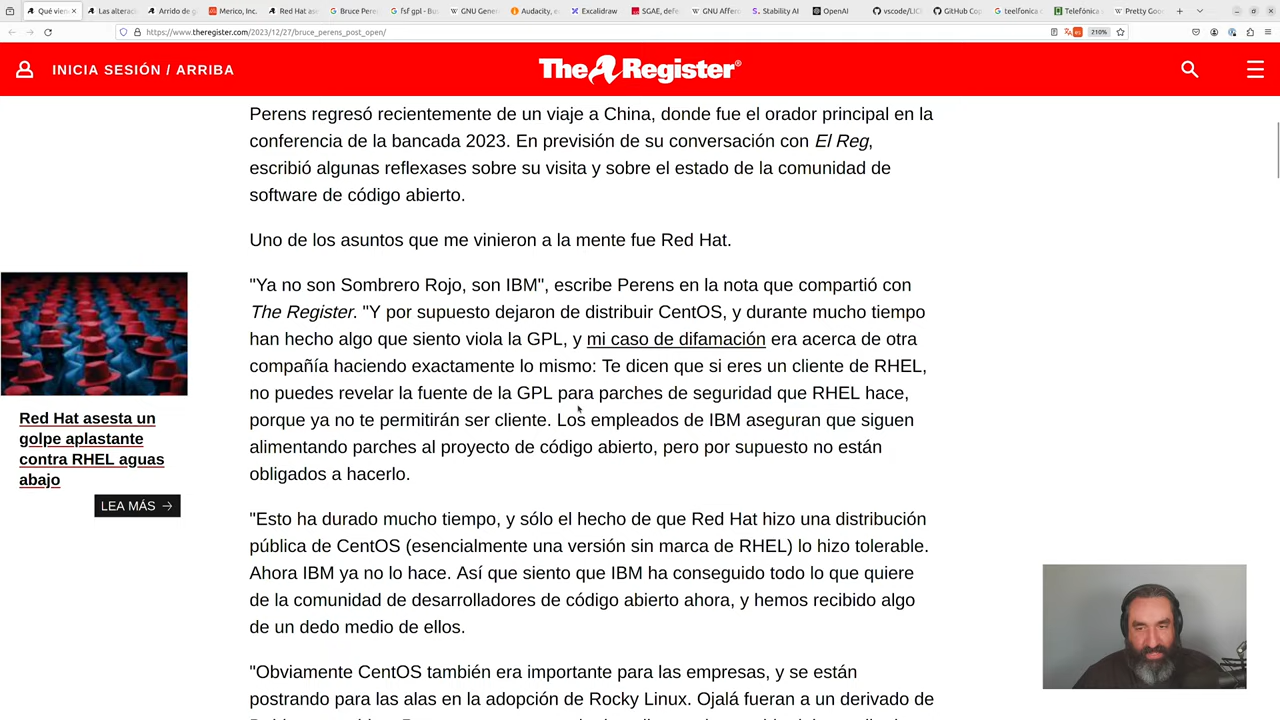 Qué vien
Las alterac
Arrido de g
Merico, Inc.
Red Hat ase
Bruce Peren
fsf gpl - Bus
GNU Gener
Audacity, e
Excalidraw
SGAE, defe
GNU Affero
Stability AI
OpenAI
vscode/LIC
GitHub Cop
teelfonica
Telefónica
Pretty Goo
https://www.theregister.com/2023/12/27/bruce_perens_post_open/
210%
INICIA SESIÓN / ARRIBA
The Register®
Perens regresó recientemente de un viaje a China, donde fue el orador principal en la
conferencia de la bancada 2023. En previsión de su conversación con El Reg,
escribió algunas reflexases sobre su visita y sobre el estado de la comunidad de
software de código abierto.
Uno de los asuntos que me vinieron a la mente fue Red Hat.
"Ya no son Sombrero Rojo, son IBM", escribe Perens en la nota que compartió con
The Register. "Y por supuesto dejaron de distribuir CentOS, y durante mucho tiempo
han hecho algo que siento viola la GPL, y mi caso de difamación era acerca de otra
compañía haciendo exactamente lo mismo: Te dicen que si eres un cliente de RHEL,
no puedes revelar la fuente de la GPL para parches de seguridad que RHEL hace,
porque ya no te permitirán ser cliente. Los empleados de IBM aseguran que siguen
alimentando parches al proyecto de código abierto, pero por supuesto no están
obligados a hacerlo.
Red Hat asesta un
golpe aplastante
contra RHEL aguas
abajo
LEA MÁS →
"Esto ha durado mucho tiempo, y sólo el hecho de que Red Hat hizo una distribución
pública de CentOS (esencialmente una versión sin marca de RHEL) lo hizo tolerable.
Ahora IBM ya no lo hace. Así que siento que IBM ha conseguido todo lo que quiere
de la comunidad de desarrolladores de código abierto ahora, y hemos recibido algo
de un dedo medio de ellos.
"Obviamente CentOS también era importante para las empresas, y se están
postrando para las alas en la adopción de Rocky Linux. Ojalá fueran a un derivado de